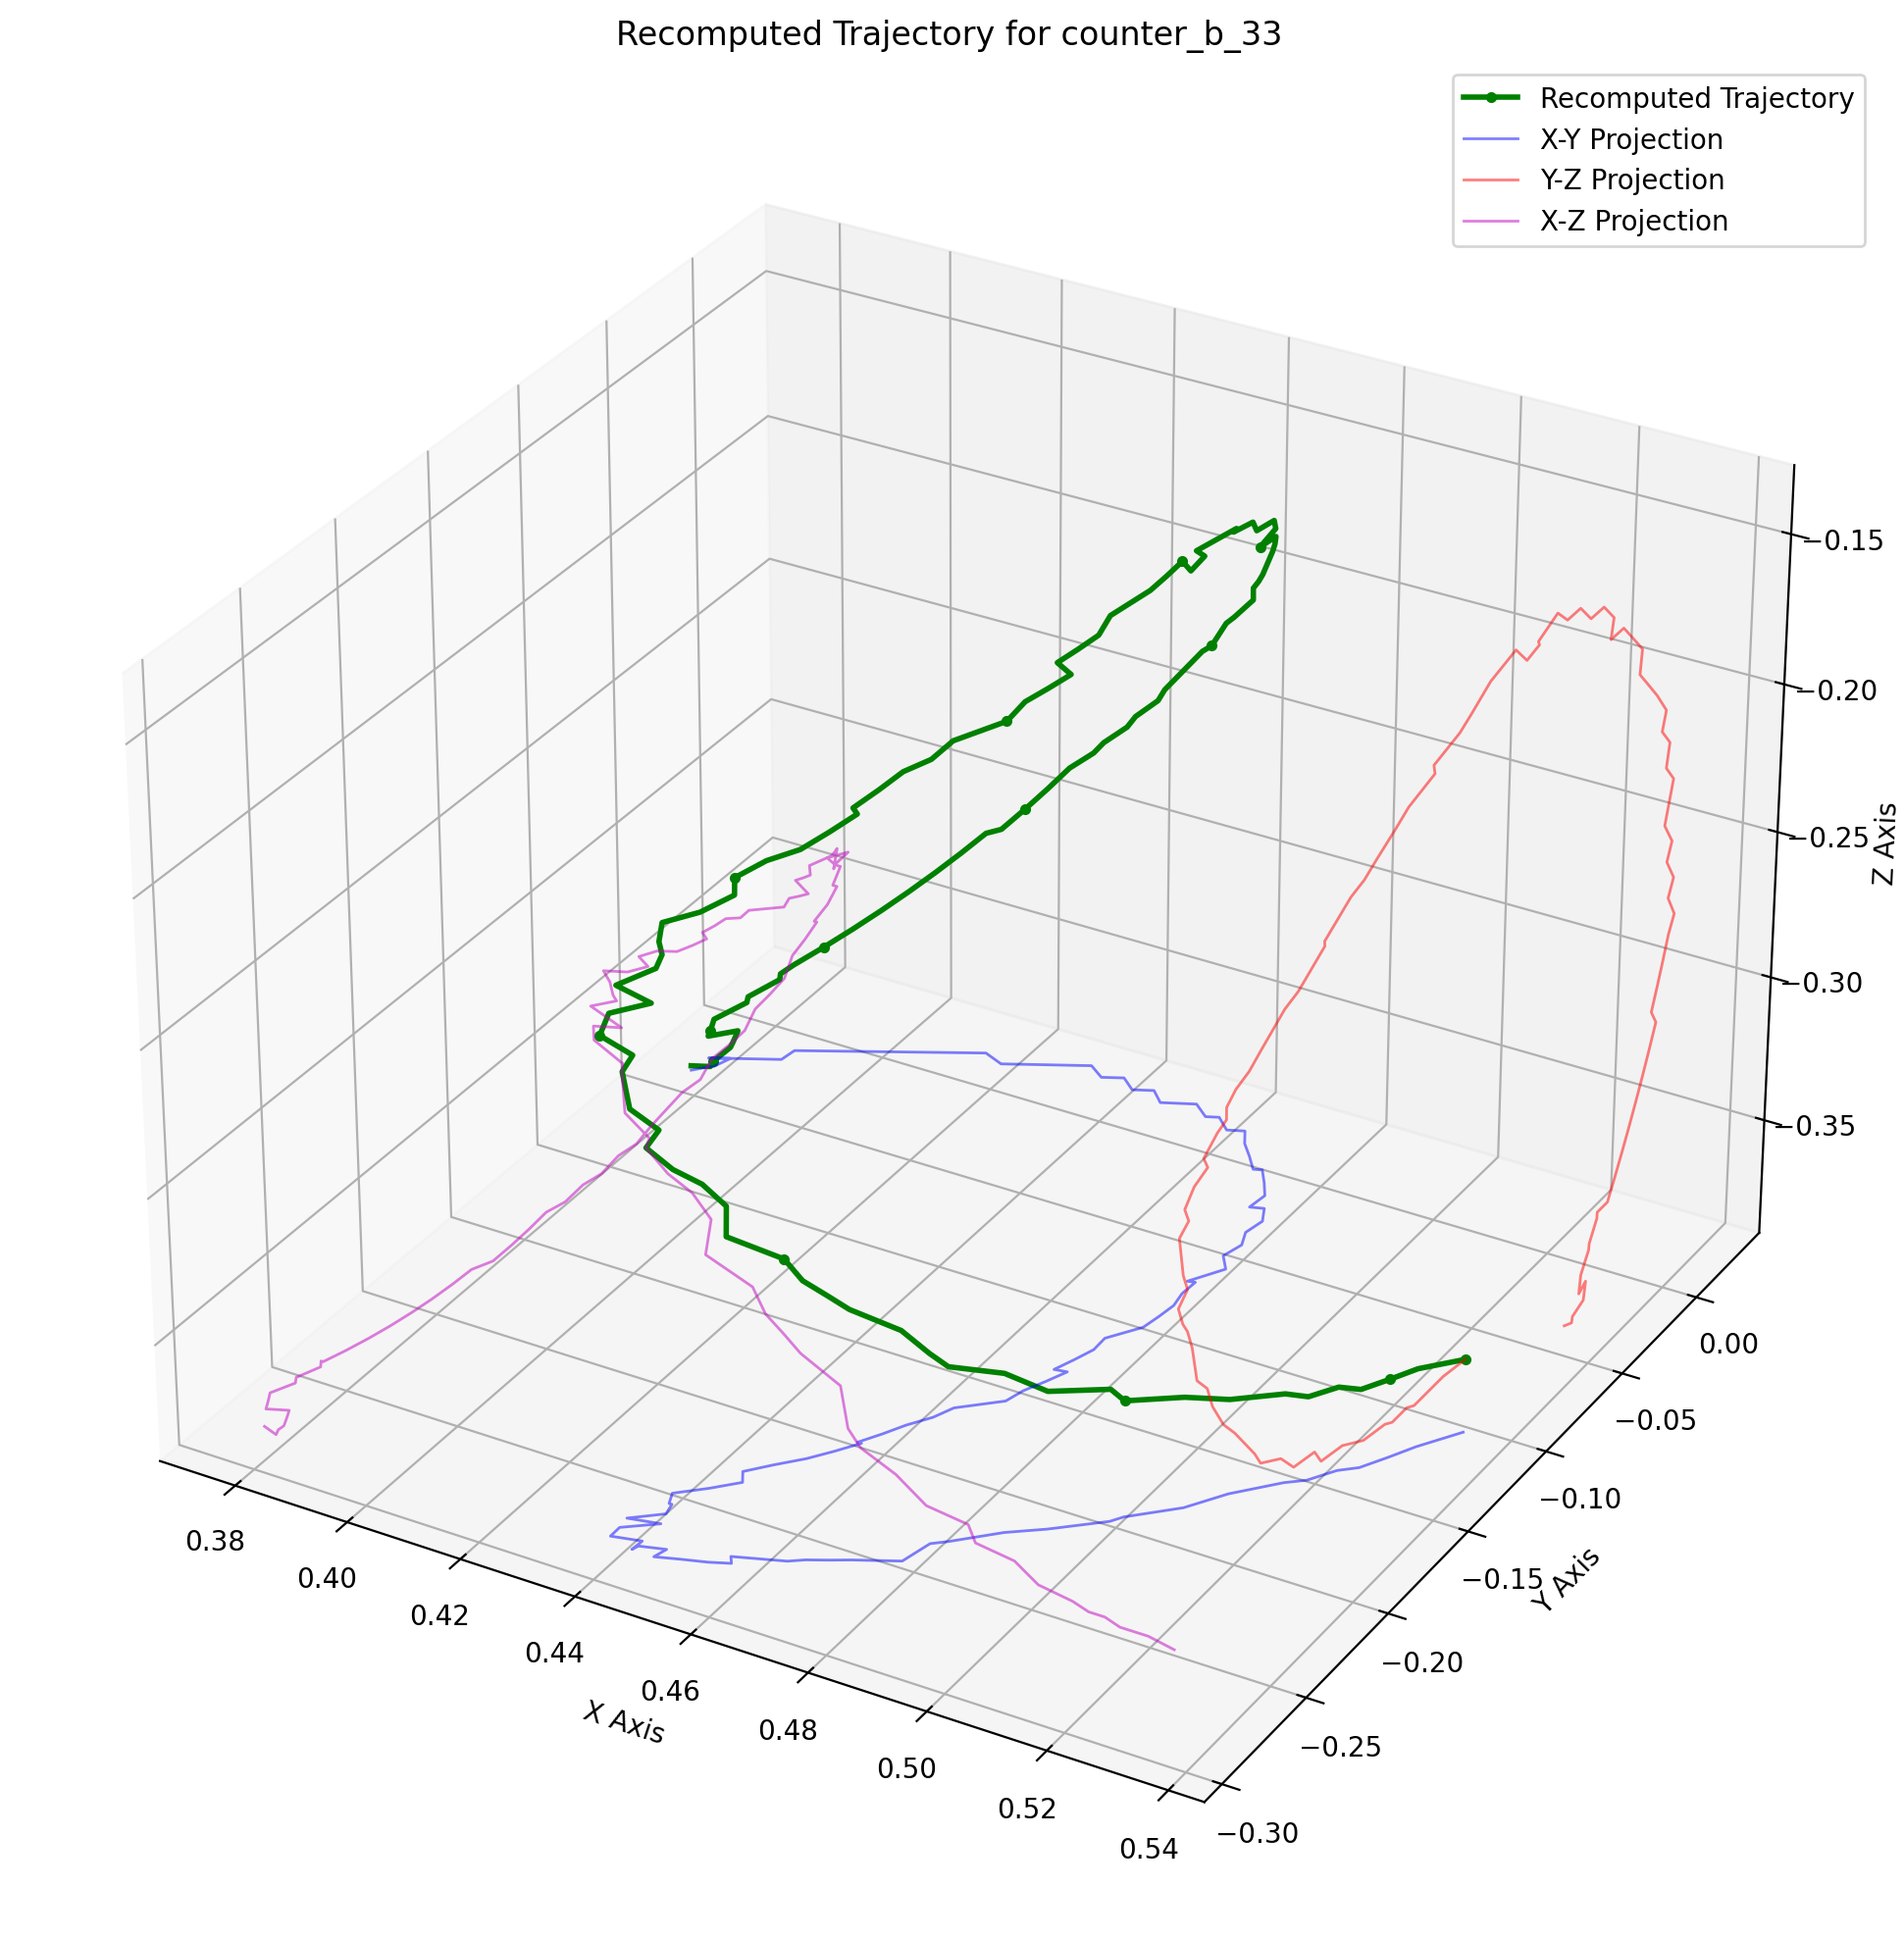 Recomputed Trajectory for counter_b_33
Recomputed Trajectory
X-Y Projection
Y-Z Projection
X-Z Projection
−0.15
−0.20
−0.25
−0.30
−0.35
Z Axis
0.00
−0.05
−0.10
−0.15
−0.20
−0.25
−0.30
Y Axis
0.38
0.40
0.42
0.44
0.46
0.48
0.50
0.52
0.54
X Axis